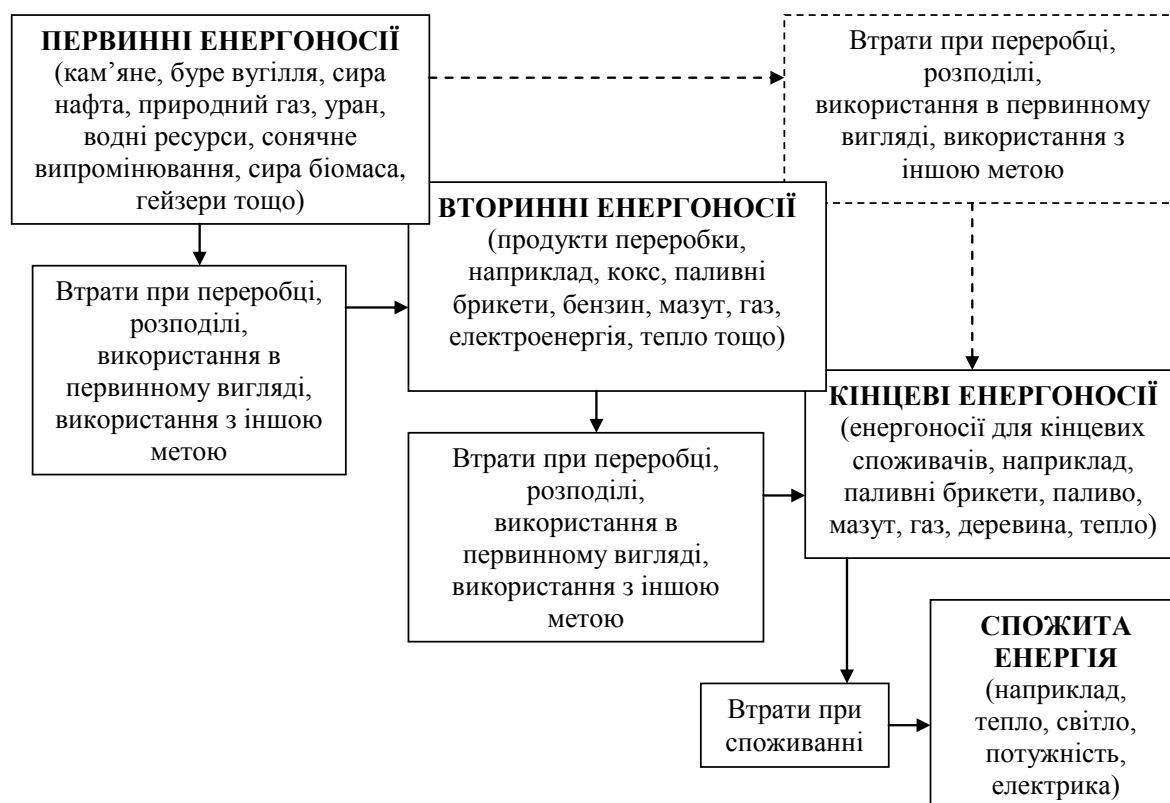 ПЕРВИННІ ЕНЕРГОНОСІЇ
(кам’яне, буре вугілля, сира
нафта, природний газ, уран,
водні ресурси, сонячне
випромінювання, сира біомаса,
гейзери тощо)
Втрати при переробці,
розподілі,
використання в первинному
вигляді, використання з
іншою метою
ВТОРИННІ ЕНЕРГОНОСІЇ
(продукти переробки,
наприклад, кокс, паливні
брикети, бензин, мазут, газ,
електроенергія, тепло тощо)
Втрати при переробці,
розподілі,
використання в
первинному вигляді,
використання з іншою
метою
КІНЦЕВІ ЕНЕРГОНОСІЇ
(енергоносії для кінцевих
споживачів, наприклад,
паливні брикети, паливо,
мазут, газ, деревина, тепло)
Втрати при переробці,
розподілі,
використання в
первинному вигляді,
використання з іншою
метою
СПОЖИТА
ЕНЕРГІЯ
(наприклад,
тепло, світло,
потужність,
електрика)
Втрати при
споживанні